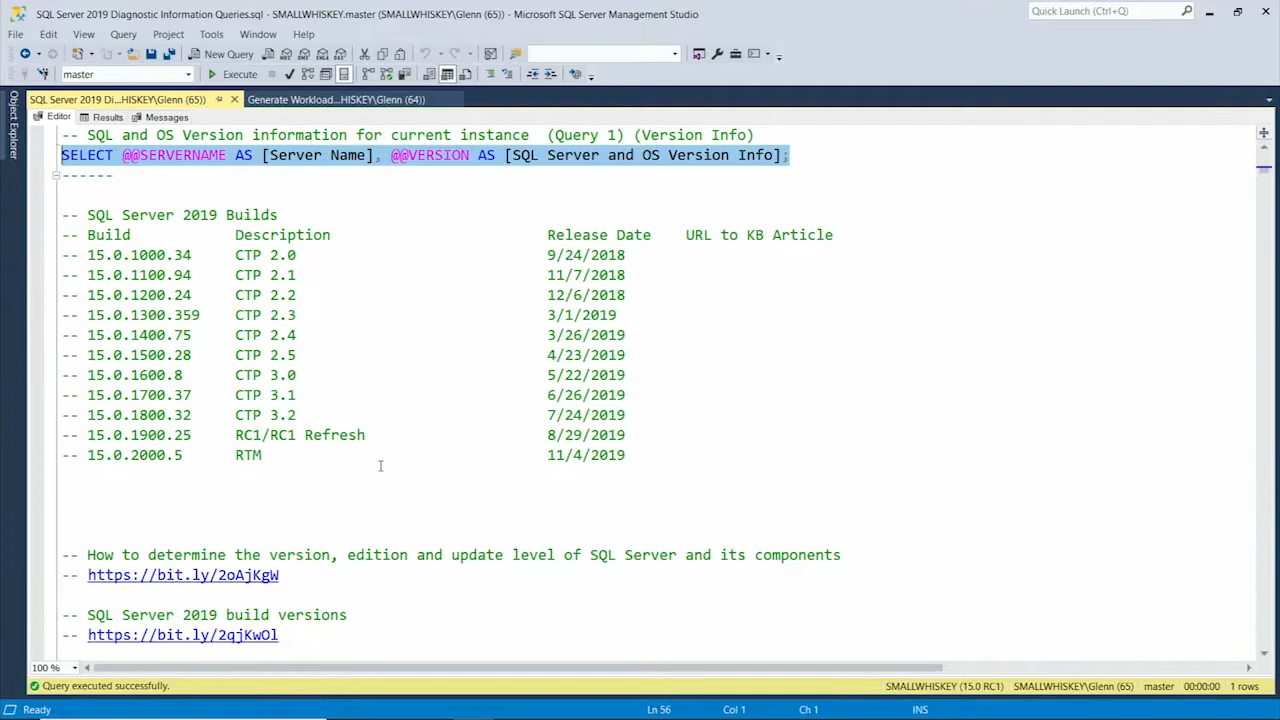 SQL Server 2019 Diagnostic Information Queries.sql - SMALLWHISKEY.master (SMALLWHISKEY\Glenn (65)) - Microsoft SQL Server Management Studio
Quick Launch (Ctrl+Q)
File Edit View Query Project Tools Window Help
New Query
master Execute
SQL Server 2019 Di...HISKEY\Glenn (65)) Generate Workload...HISKEY\Glenn (64))
Object Explorer
Editor Results Messages
-- SQL and OS Version information for current instance  (Query 1) (Version Info)
SELECT @@SERVERNAME AS [Server Name], @@VERSION AS [SQL Server and OS Version Info];
------
-- SQL Server 2019 Builds
-- Build Description Release Date URL to KB Article
-- 15.0.1000.34 CTP 2.0 9/24/2018
-- 15.0.1100.94 CTP 2.1 11/7/2018
-- 15.0.1200.24 CTP 2.2 12/6/2018
-- 15.0.1300.359 CTP 2.3 3/1/2019
-- 15.0.1400.75 CTP 2.4 3/26/2019
-- 15.0.1500.28 CTP 2.5 4/23/2019
-- 15.0.1600.8 CTP 3.0 5/22/2019
-- 15.0.1700.37 CTP 3.1 6/26/2019
-- 15.0.1800.32 CTP 3.2 7/24/2019
-- 15.0.1900.25 RC1/RC1 Refresh 8/29/2019
-- 15.0.2000.5 RTM 11/4/2019
-- How to determine the version, edition and update level of SQL Server and its components
-- https://bit.ly/2oAjKgW
-- SQL Server 2019 build versions
-- https://bit.ly/2qjKwOl
100 %
Query executed successfully. SMALLWHISKEY (15.0 RC1) SMALLWHISKEY\Glenn (65) master 00:00:00 1 rows
Ready Ln 56 Col 1 Ch 1 INS